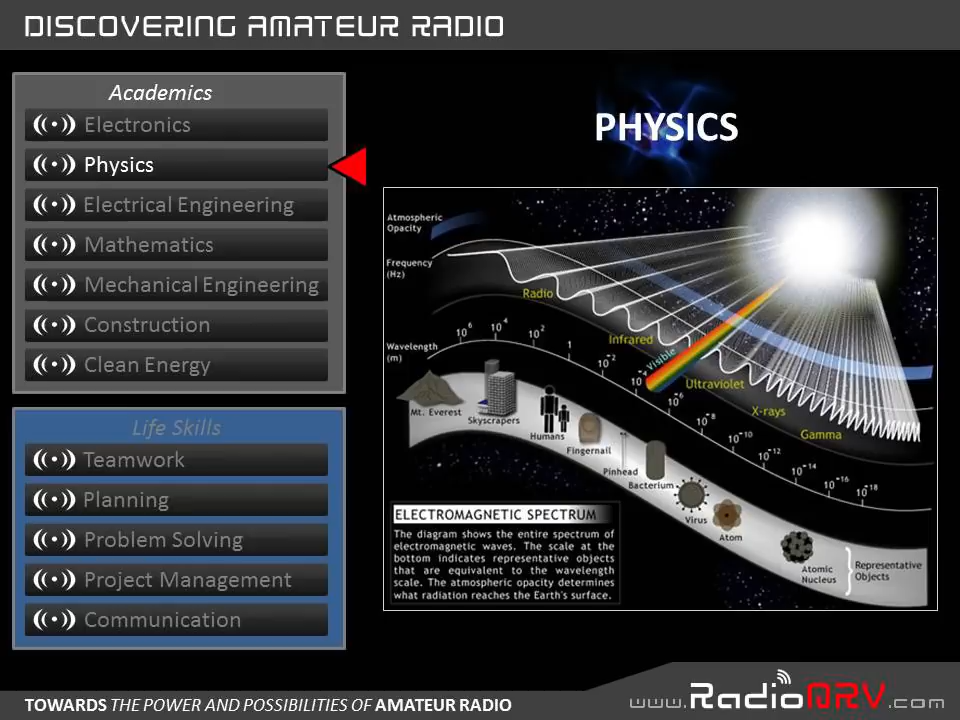 DISCOVERING AMATEUR RADIO
Academics
Electronics
Physics
Electrical Engineering
Mathematics
Mechanical Engineering
Construction
Clean Energy
Life Skills
Teamwork
Planning
Problem Solving
Project Management
Communication
PHYSICS
Atmospheric
Opacity
Frequency
(Hz)
Radio
Infrared
Visible
Ultraviolet
X-rays
Gamma
Wavelength
(m)
10⁶ 10⁴ 10² 1 10⁻² 10⁻⁴ 10⁻⁶ 10⁻⁸ 10⁻¹⁰ 10⁻¹² 10⁻¹⁴ 10⁻¹⁶ 10⁻¹⁸
Mt. Everest
Skyscrapers
Humans
Fingernail
Pinhead
Bacterium
Virus
Atom
Atomic
Nucleus
Representative
Objects
ELECTROMAGNETIC SPECTRUM
The diagram shows the entire spectrum of
electromagnetic waves. The scale at the
bottom indicates representative objects
that are equivalent to the wavelength
scale. The atmospheric opacity determines
what radiation reaches the Earth's surface.
TOWARDS THE POWER AND POSSIBILITIES OF AMATEUR RADIO
www.RadioQRV.com